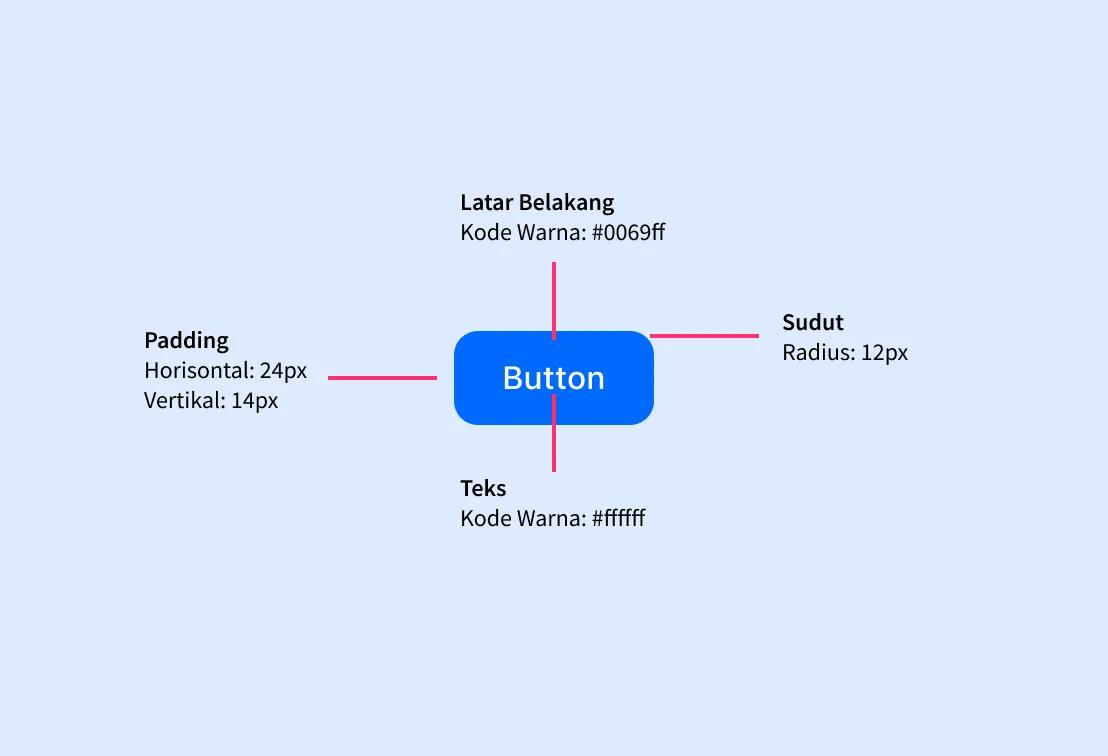 Latar Belakang
Kode Warna: #0069ff
Padding
Horisontal: 24px
Vertikal: 14px
Button
Sudut
Radius: 12px
Teks
Kode Warna: #ffffff